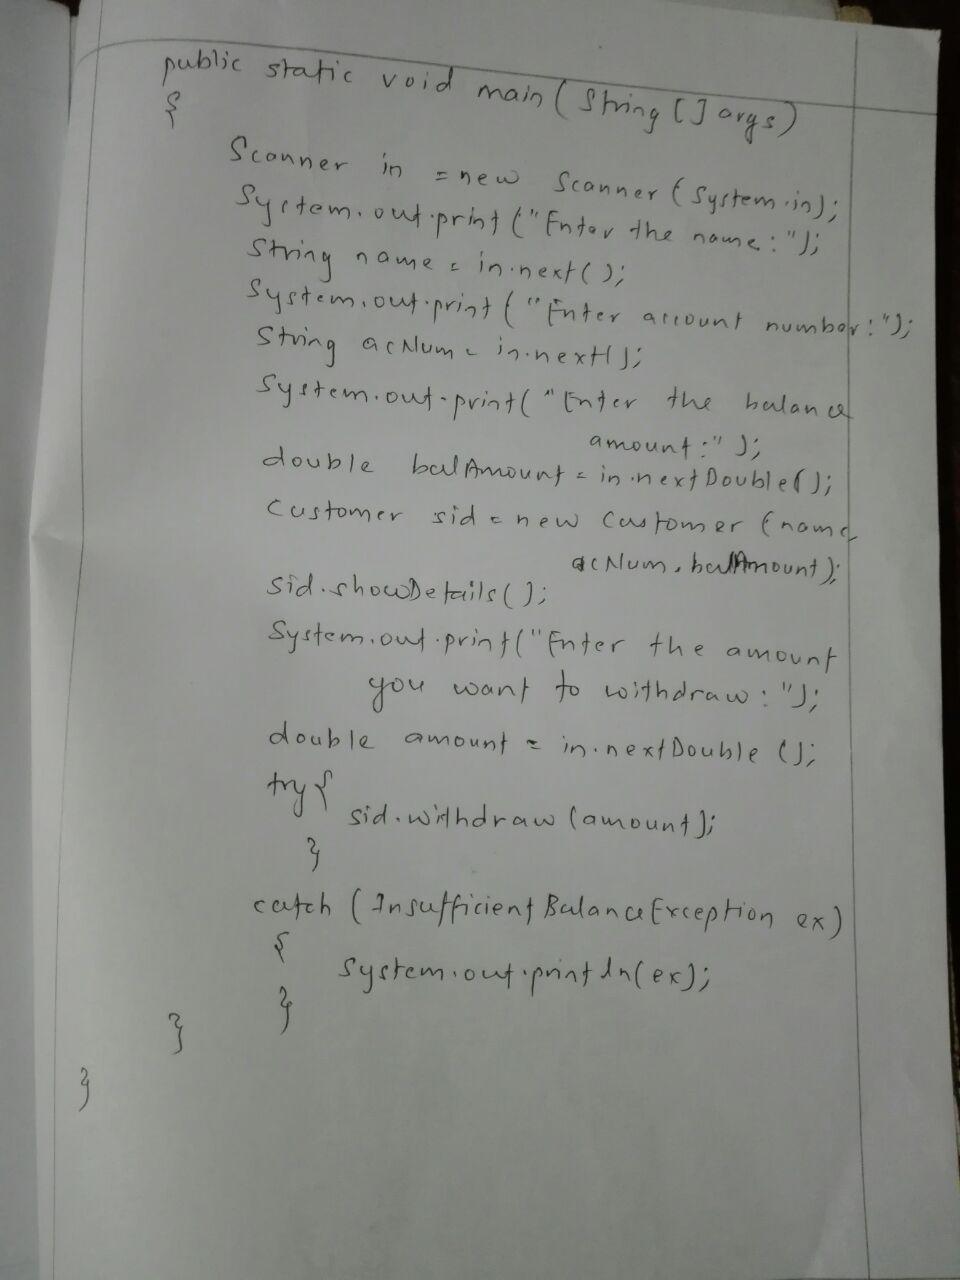 public static void main(String [] args)
{
Scanner in = new Scanner(System.in);
System.out.print("Enter the name:");
String name = in.next();
System.out.print("Enter account number:");
String acNum = in.next();
System.out.print("Enter the balance
amount:");
double balAmount = in.nextDouble();
Customer sid = new Customer (name,
acNum, balAmount);
sid.showDetails();
System.out.print("Enter the amount
you want to withdraw:");
double amount = in.nextDouble();
try{
sid.withdraw(amount);
}
catch (InsufficientBalanceException ex)
{
System.out.println(ex);
}
}
}